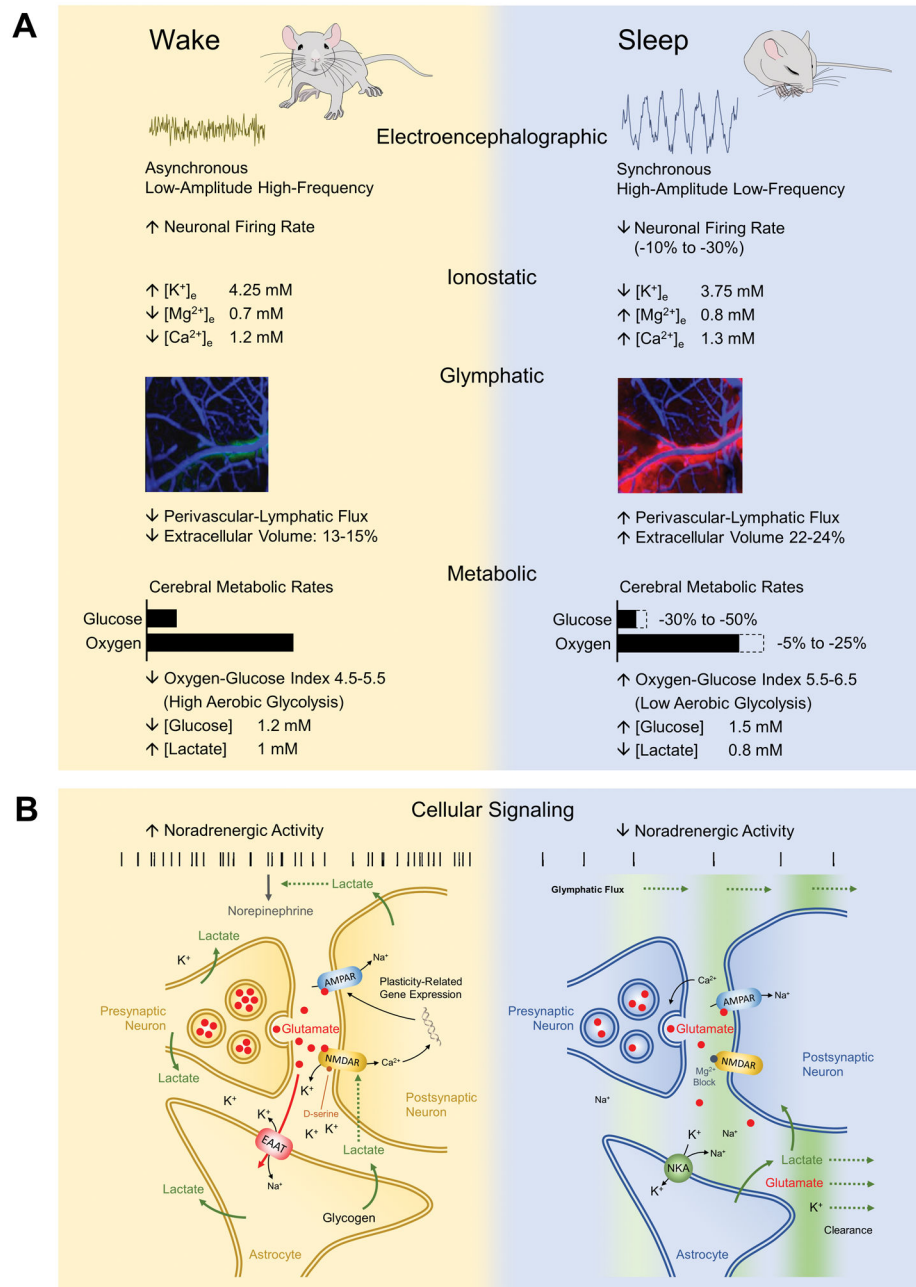 A
Wake
Sleep
Electroencephalographic
Asynchronous
Low-Amplitude High-Frequency
Synchronous
High-Amplitude Low-Frequency
↑ Neuronal Firing Rate
↓ Neuronal Firing Rate
(-10% to -30%)
Ionostatic
↑ [K⁺]ₑ 4.25 mM
↓ [Mg²⁺]ₑ 0.7 mM
↓ [Ca²⁺]ₑ 1.2 mM
↓ [K⁺]ₑ 3.75 mM
↑ [Mg²⁺]ₑ 0.8 mM
↑ [Ca²⁺]ₑ 1.3 mM
Glymphatic
↓ Perivascular-Lymphatic Flux
↓ Extracellular Volume: 13-15%
↑ Perivascular-Lymphatic Flux
↑ Extracellular Volume 22-24%
Metabolic
Cerebral Metabolic Rates
Glucose
Oxygen
↓ Oxygen-Glucose Index 4.5-5.5
(High Aerobic Glycolysis)
↓ [Glucose] 1.2 mM
↑ [Lactate] 1 mM
Cerebral Metabolic Rates
Glucose -30% to -50%
Oxygen -5% to -25%
↑ Oxygen-Glucose Index 5.5-6.5
(Low Aerobic Glycolysis)
↑ [Glucose] 1.5 mM
↓ [Lactate] 0.8 mM
B
Cellular Signaling
↑ Noradrenergic Activity
Lactate
Norepinephrine
Lactate
K⁺
Na⁺
AMPAR
Plasticity-Related
Gene Expression
Presynaptic
Neuron
Glutamate
NMDAR
Ca²⁺
Lactate
K⁺
D-serine
Postsynaptic
Neuron
K⁺
K⁺
K⁺
K⁺
EAAT
Na⁺
Lactate
Lactate
Glycogen
Astrocyte
↓ Noradrenergic Activity
Glymphatic Flux
Ca²⁺
AMPAR
Na⁺
Presynaptic
Neuron
Glutamate
NMDAR
Mg²⁺
Block
Postsynaptic
Neuron
Na⁺
K⁺
Na⁺
Na⁺
NKA
K⁺
Lactate
Glutamate
K⁺
Clearance
Astrocyte